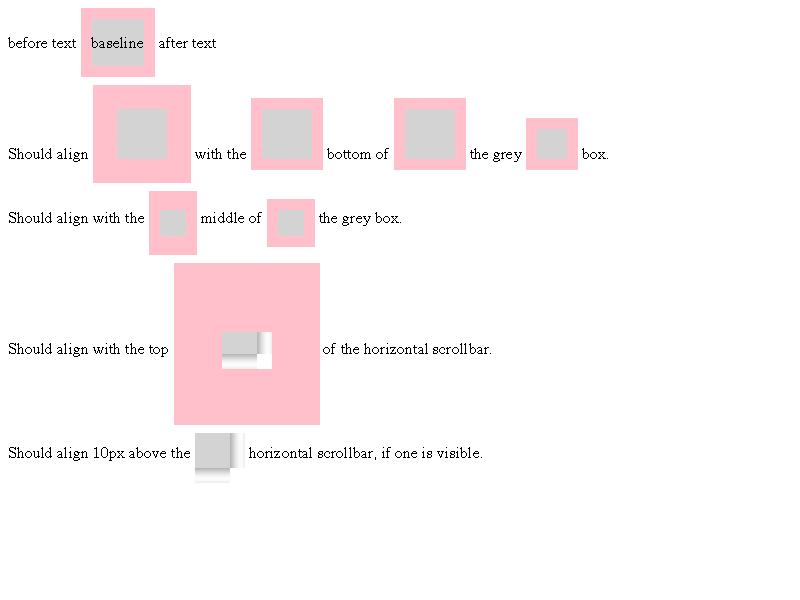 before text baseline after text
Should align with the bottom of the grey box.
Should align with the middle of the grey box.
Should align with the top of the horizontal scrollbar.
Should align 10px above the horizontal scrollbar, if one is visible.